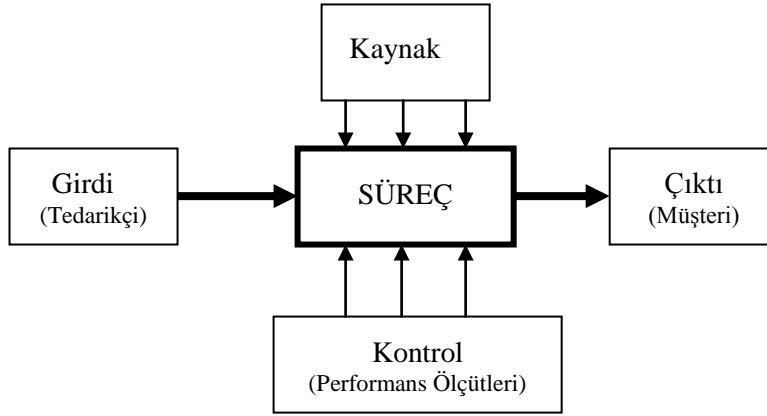 Kaynak
Girdi
(Tedarikçi)
SÜREÇ
Çıktı
(Müşteri)
Kontrol
(Performans Ölçütleri)